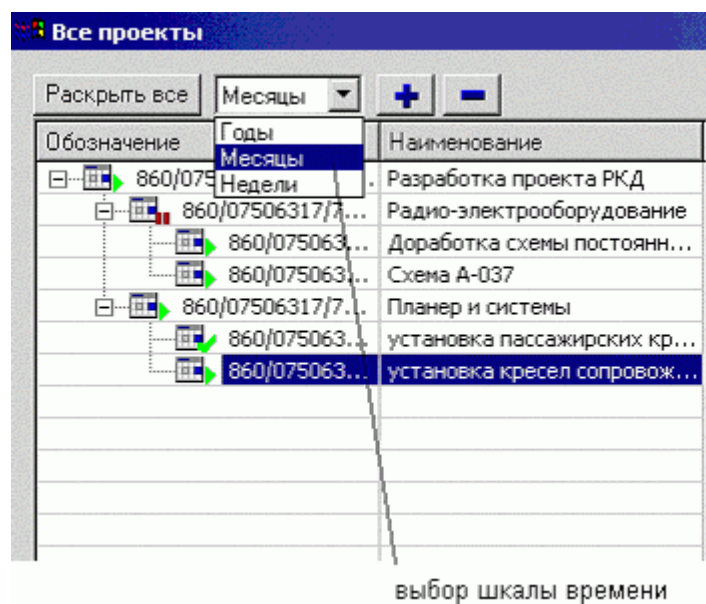 Все проекты
Раскрыть все Месяцы
Годы
Месяцы
Недели
Обозначение Наименование
860/075 . Разработка проекта РКД
860/07506317/7... Радио-электрооборудование
860/075063... Доработка схемы постоянн...
860/075063... Схема А-037
860/07506317/7... Планер и системы
860/075063... установка пассажирских кр...
860/075063... установка кресел сопровож...
выбор шкалы времени